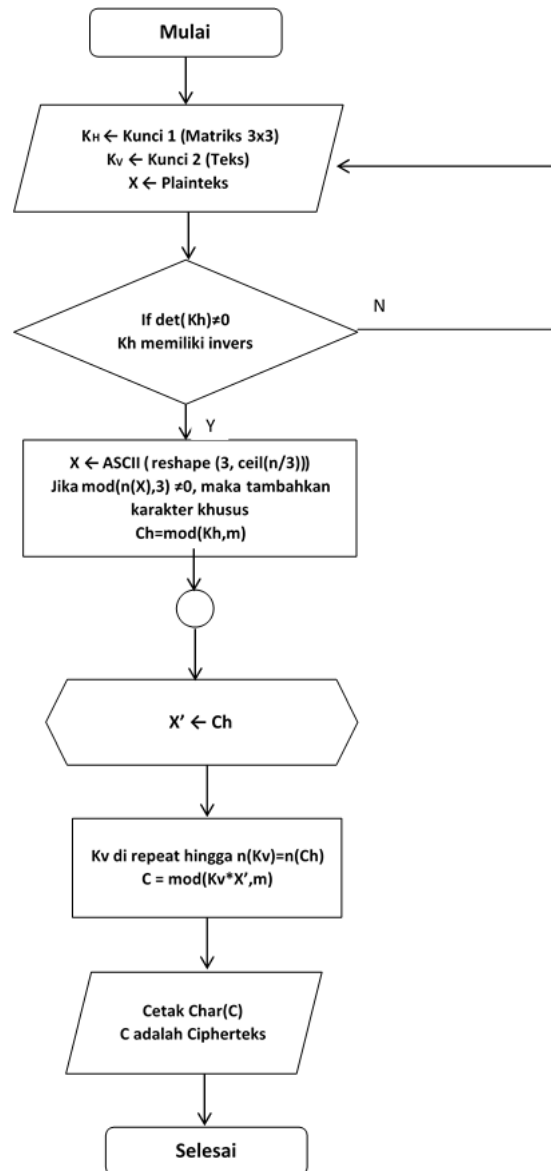 Mulai
KH ← Kunci 1 (Matriks 3x3)
KV ← Kunci 2 (Teks)
X ← Plainteks
If det(Kh)≠0
Kh memiliki invers
N
Y
X ← ASCII ( reshape (3, ceil(n/3)))
Jika mod(n(X),3) ≠0, maka tambahkan
karakter khusus
Ch=mod(Kh,m)
X’ ← Ch
Kv di repeat hingga n(Kv)=n(Ch)
C = mod(Kv*X’,m)
Cetak Char(C)
C adalah Cipherteks
Selesai